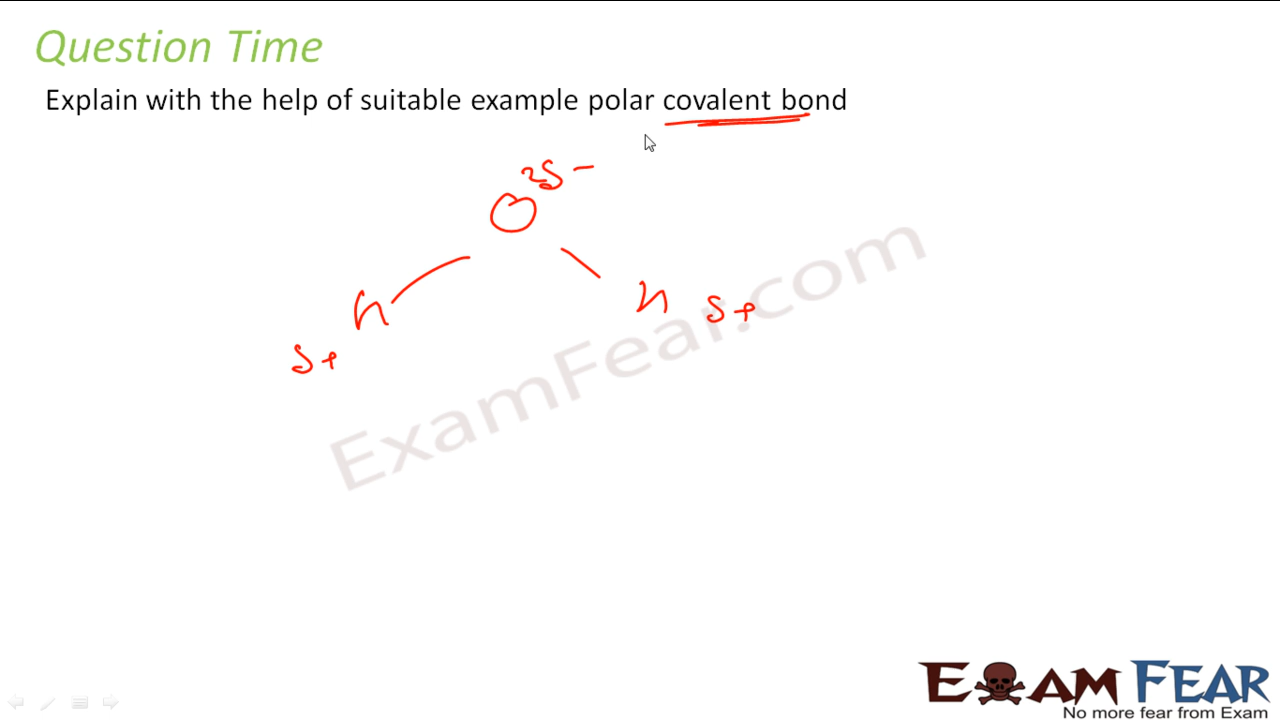 Question Time
Explain with the help of suitable example polar covalent bond
2δ-
O
H H
δ+ δ+
ExamFear.com
EXAM FEAR
No more fear from Exam